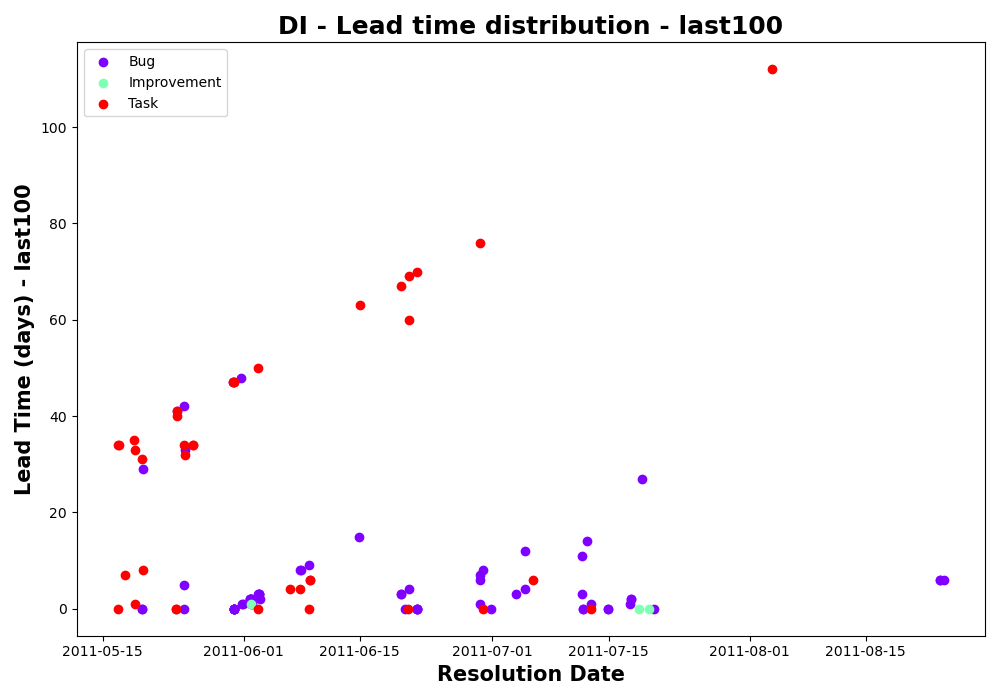 DI - Lead time distribution - last100
Bug
Improvement
Task
Lead Time (days) - last100
100
80
60
40
20
0
2011-05-15 2011-06-01 2011-06-15 2011-07-01 2011-07-15 2011-08-01 2011-08-15
Resolution Date